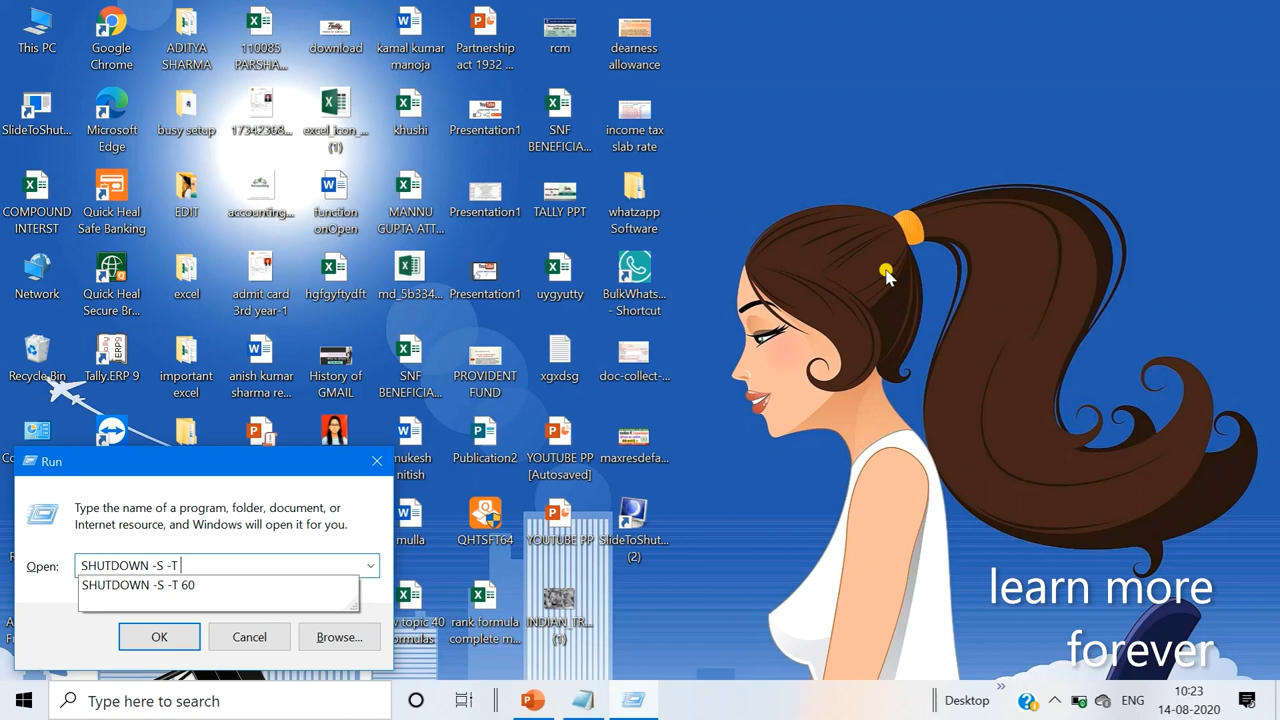 This PC
Google
Chrome
ADITYA
SHARMA
110085
PARSHA...
download
kamal kumar
manoja
Partnership
act 1932 ...
rcm
dearness
allowance
SlideToShut...
Microsoft
Edge
busy setup
17342368...
excel_icon_...
(1)
khushi
Presentation1
SNF
BENEFICIA...
income tax
slab rate
COMPOUND
INTERST
Quick Heal
Safe Banking
EDIT
accounting...
function
onOpen
MANNU
GUPTA ATT...
Presentation1
TALLY PPT
whatzapp
Software
Network
Quick Heal
Secure Br...
excel
admit card
3rd year-1
hgfgyftydft
md_5b334...
Presentation1
uygyutty
BulkWhats...
- Shortcut
Recycle Bin
Tally.ERP 9
important
excel
anish kumar
sharma re...
History of
GMAIL
SNF
BENEFICIA...
PROVIDENT
FUND
xgxdsg
doc-collect-...
mukesh
nitish
Publication2
YOUTUBE PP
[Autosaved]
maxresdefa...
mulla
QHTSFT64
YOUTUBE PP
SlideToShut...
(2)
topic 40
rmulas
rank formula
complete m...
INDIAN_TR...
(1)
Run
Type the name of a program, folder, document, or
Internet resource, and Windows will open it for you.
Open:
SHUTDOWN -S -T
SHUTDOWN -S -T 60
OK
Cancel
Browse...
learn more
forever
Type here to search
Desktop
ENG
10:23
14-08-2020